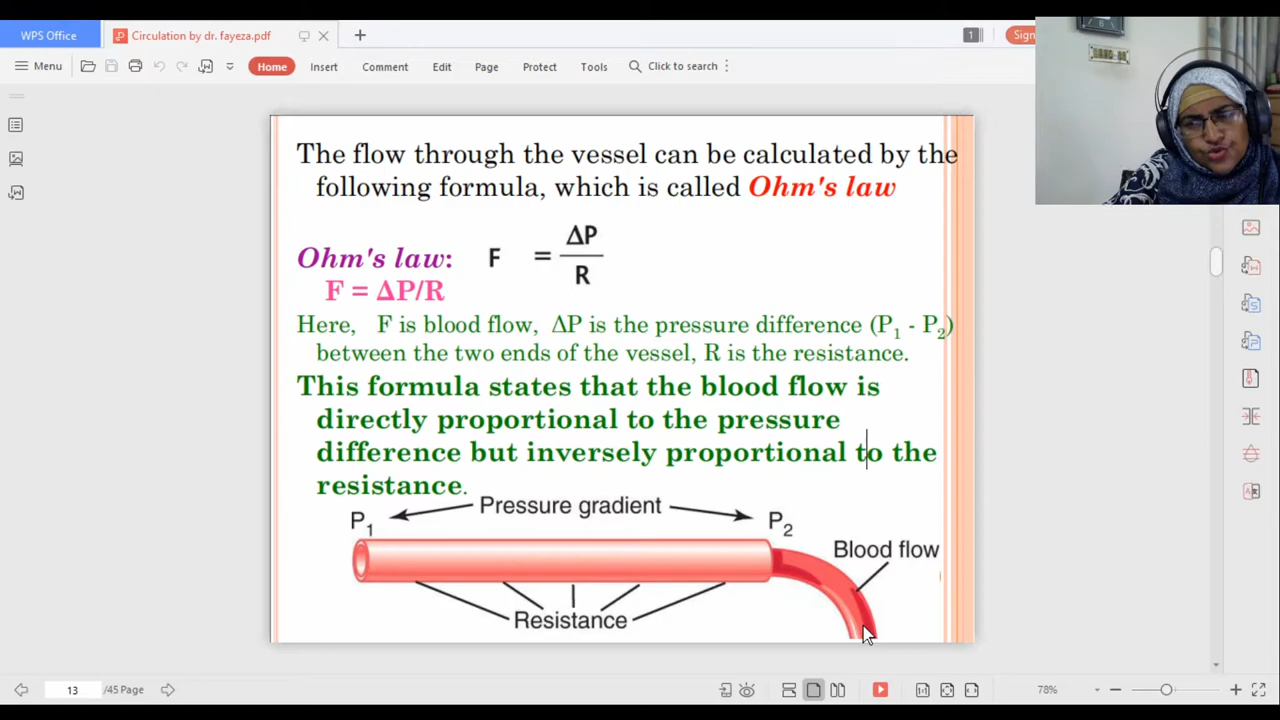 WPS Office
Circulation by dr. fayeza.pdf
1
Sign
Menu
Home
Insert
Comment
Edit
Page
Protect
Tools
Click to search
The flow through the vessel can be calculated by the
following formula, which is called Ohm's law
Ohm's law: F = ΔP/R
F = ΔP/R
Here, F is blood flow, ΔP is the pressure difference (P1 - P2)
between the two ends of the vessel, R is the resistance.
This formula states that the blood flow is
directly proportional to the pressure
difference but inversely proportional to the
resistance.
Pressure gradient
P1
P2
Blood flow
Resistance
13
/45 Page
78%